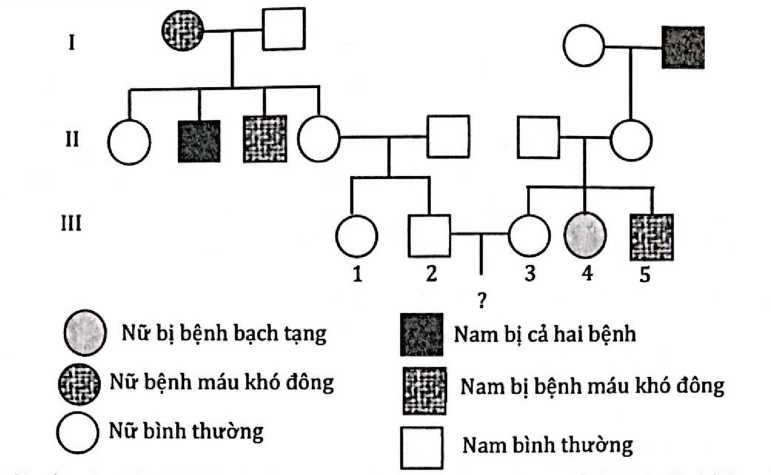 I
II
III
1 2 3 4 5
?
Nữ bị bệnh bạch tạng
Nam bị cả hai bệnh
Nữ bệnh máu khó đông
Nam bị bệnh máu khó đông
Nữ bình thường
Nam bình thường